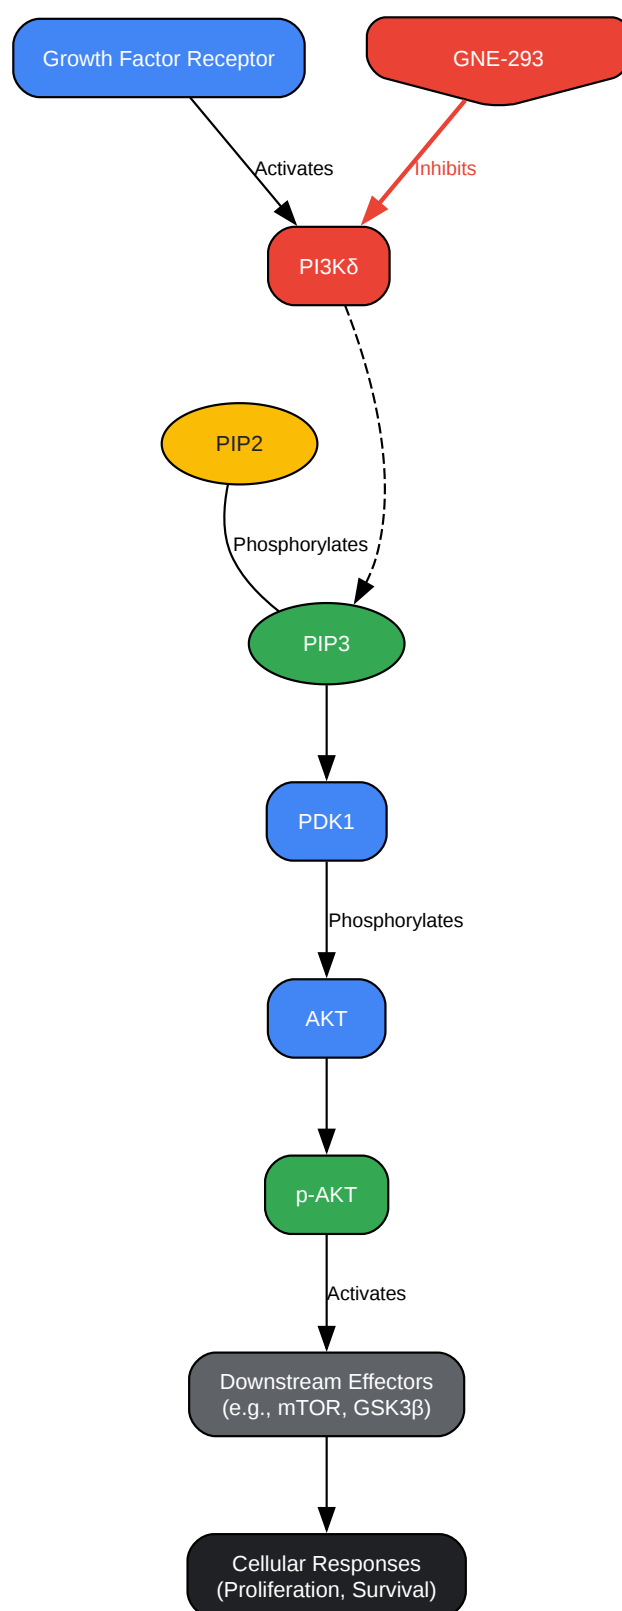 Growth Factor Receptor
GNE-293
Activates
Inhibits
PI3Kδ
PIP2
Phosphorylates
PIP3
PDK1
Phosphorylates
AKT
p-AKT
Activates
Downstream Effectors
(e.g., mTOR, GSK3β)
Cellular Responses
(Proliferation, Survival)